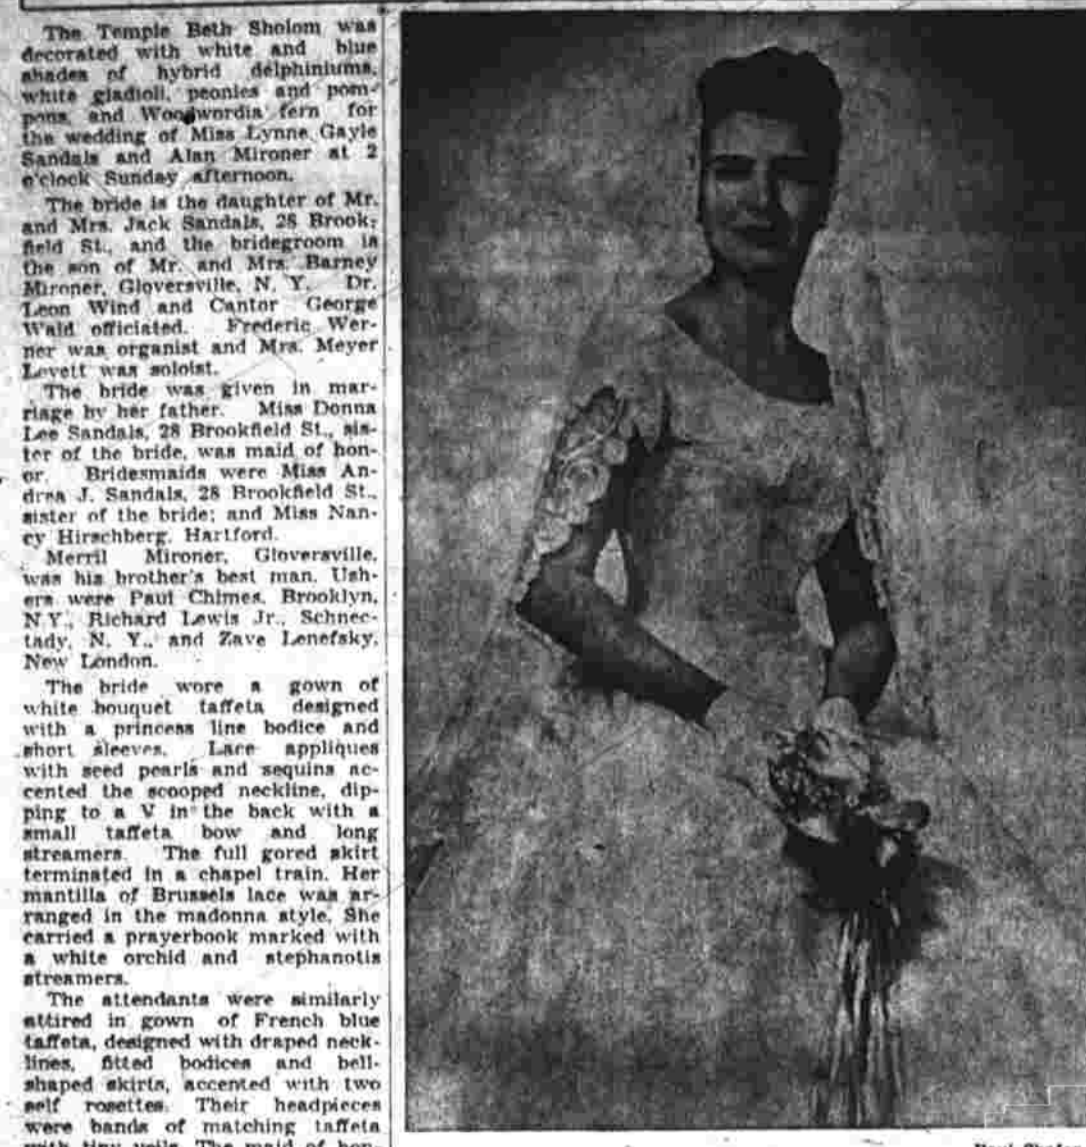 The Temple Beth Sholom was
decorated with white and blue
shades of hybrid delphiniums,
white gladioli, peonies and pom-
pons, and Woodwordia fern for
the wedding of Miss Lynne Gayle
Sandals and Alan Mironer at 2
o'clock Sunday afternoon.
The bride is the daughter of Mr.
and Mrs. Jack Sandals, 28 Brook-
field St., and the bridegroom is
the son of Mr. and Mrs. Barney
Mironer, Gloversville, N. Y. Dr.
Leon Wind and Cantor George
Wald officiated. Frederic Wer-
ner was organist and Mrs. Meyer
Levett was soloist.
The bride was given in mar-
riage by her father. Miss Donna
Lee Sandals, 28 Brookfield St., sis-
ter of the bride, was maid of hon-
or. Bridesmaids were Miss An-
drea J. Sandals, 28 Brookfield St.,
sister of the bride; and Miss Nan-
cy Hirschberg, Hartford.
Merril Mironer, Gloversville,
was his brother's best man. Ush-
ers were Paul Chimes, Brooklyn,
N.Y., Richard Lewis Jr., Schnec-
tady, N. Y., and Zave Lenefsky,
New London.
The bride wore a gown of
white bouquet taffeta designed
with a princess line bodice and
short sleeves. Lace appliques
with seed pearls and sequins ac-
cented the scooped neckline, dip-
ping to a V in the back with a
small taffeta bow and long
streamers. The full gored skirt
terminated in a chapel train. Her
mantilla of Brussels lace was ar-
ranged in the madonna style. She
carried a prayerbook marked with
a white orchid and stephanotis
streamers.
The attendants were similarly
attired in gown of French blue
taffeta, designed with draped neck-
lines, fitted bodices and bell-
shaped skirts, accented with two
self rosettes. Their headpieces
were bands of matching taffeta
with tiny veils. The maid of hon-